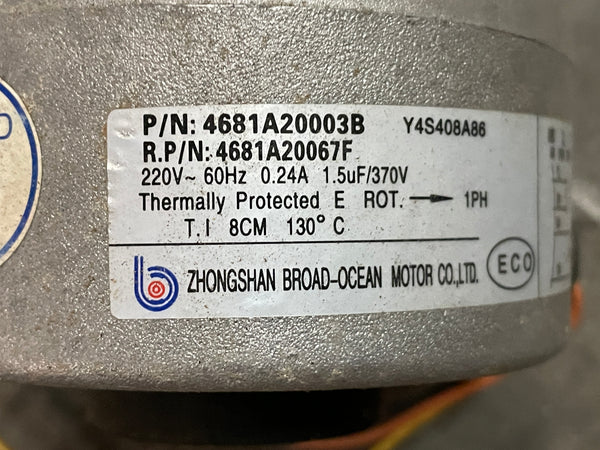 P/N: 4681A20003B Y4S408A86
R.P/N: 4681A20067F
220V~ 60Hz 0.24A 1.5uF/370V
Thermally Protected E ROT. → 1PH
T.I 8CM 130°C
ZHONGSHAN BROAD-OCEAN MOTOR CO.,LTD. ECO